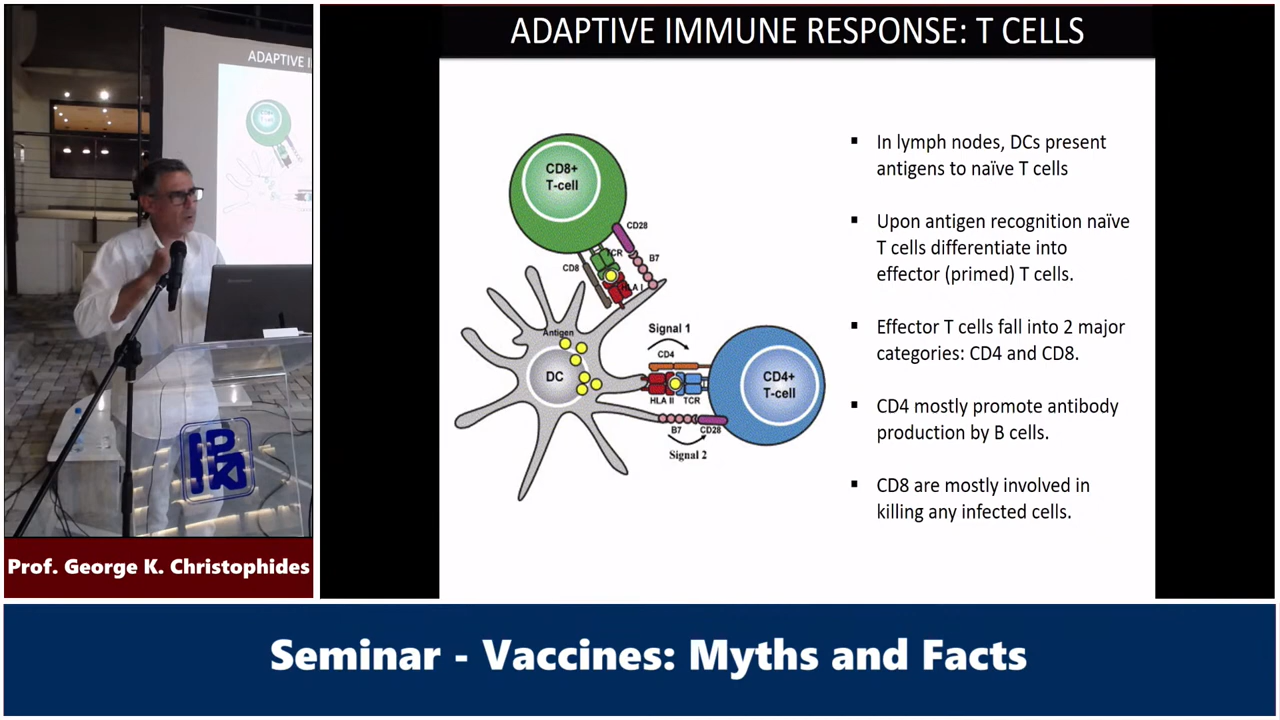 ADAPTIVE I
ADAPTIVE IMMUNE RESPONSE: T CELLS
CD8+
T-cell
CD28
TCR
B7
CD8
HLA I
Antigen
DC
Signal 1
CD4
HLA II
TCR
CD4+
T-cell
B7
CD28
Signal 2
▪ In lymph nodes, DCs present
antigens to naïve T cells
▪ Upon antigen recognition naïve
T cells differentiate into
effector (primed) T cells.
▪ Effector T cells fall into 2 major
categories: CD4 and CD8.
▪ CD4 mostly promote antibody
production by B cells.
▪ CD8 are mostly involved in
killing any infected cells.
Prof. George K. Christophides
Seminar - Vaccines: Myths and Facts